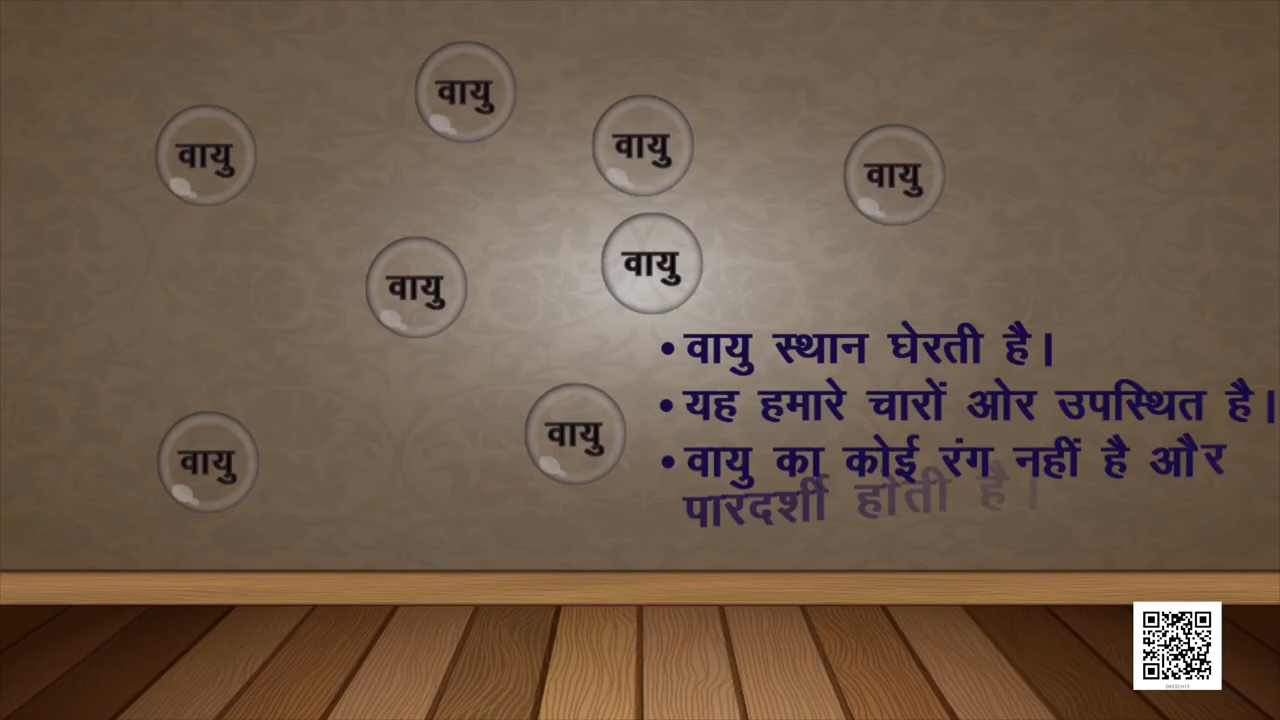 वायु
वायु
वायु
वायु
वायु
वायु
वायु
वायु
• वायु स्थान घेरती है।
• यह हमारे चारों ओर उपस्थित है।
• वायु का कोई रंग नहीं है और
पारदर्शी होती है।